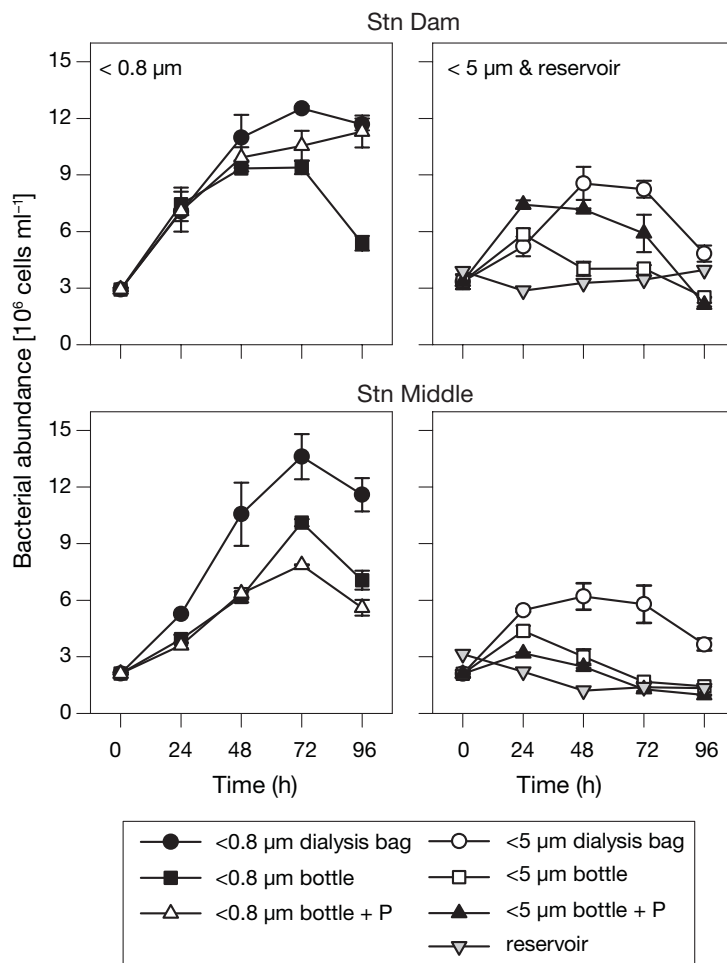 Stn Dam
< 0.8 µm
< 5 µm & reservoir
15
12
9
6
3
0
Stn Middle
15
12
9
6
3
0
Bacterial abundance [10⁶ cells ml⁻¹]
0 24 48 72 96
0 24 48 72 96
Time (h)
Time (h)
<0.8 µm dialysis bag
<0.8 µm bottle
<0.8 µm bottle + P
<5 µm dialysis bag
<5 µm bottle
<5 µm bottle + P
reservoir